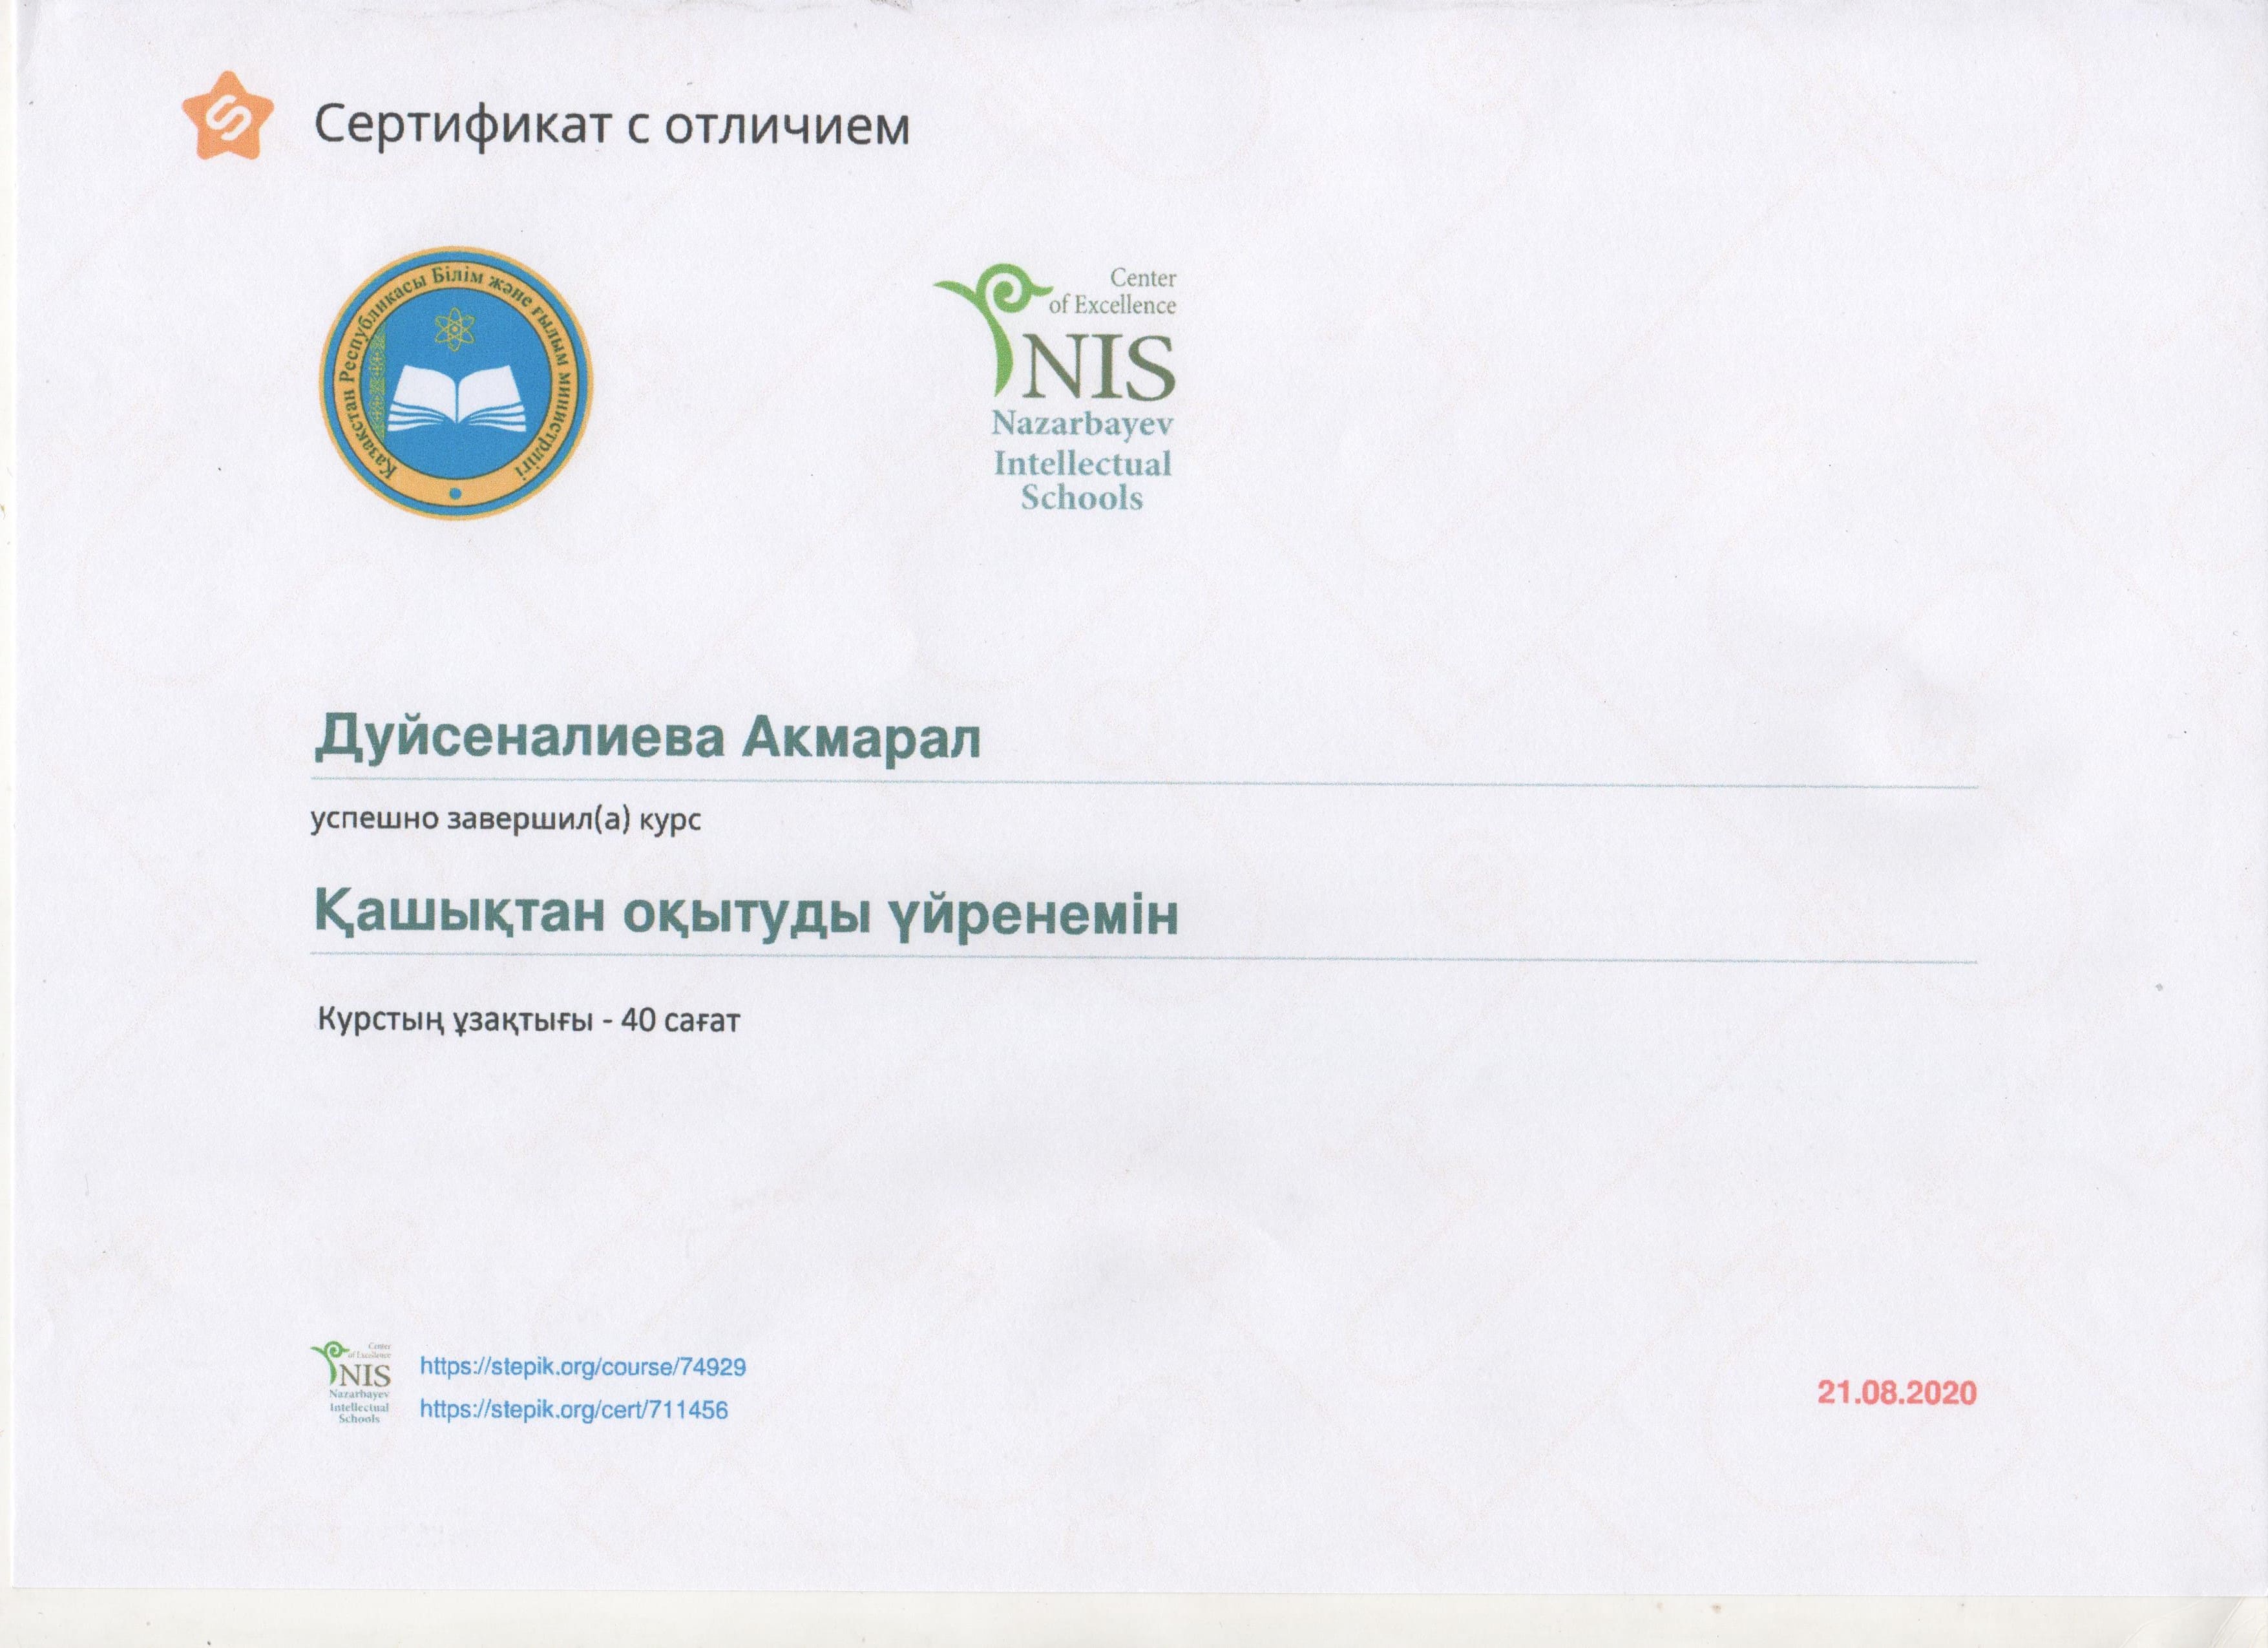 Сертификат с отличием
Қазақстан Республикасы Білім және ғылым министрлігі
Center
of Excellence
NIS
Nazarbayev
Intellectual
Schools
Дуйсеналиева Акмарал
успешно завершил(а) курс
Қашықтан оқытуды үйренемін
Курстың ұзақтығы - 40 сағат
Center
of Excellence
NIS
Nazarbayev
Intellectual
Schools
https://stepik.org/course/74929
https://stepik.org/cert/711456
21.08.2020